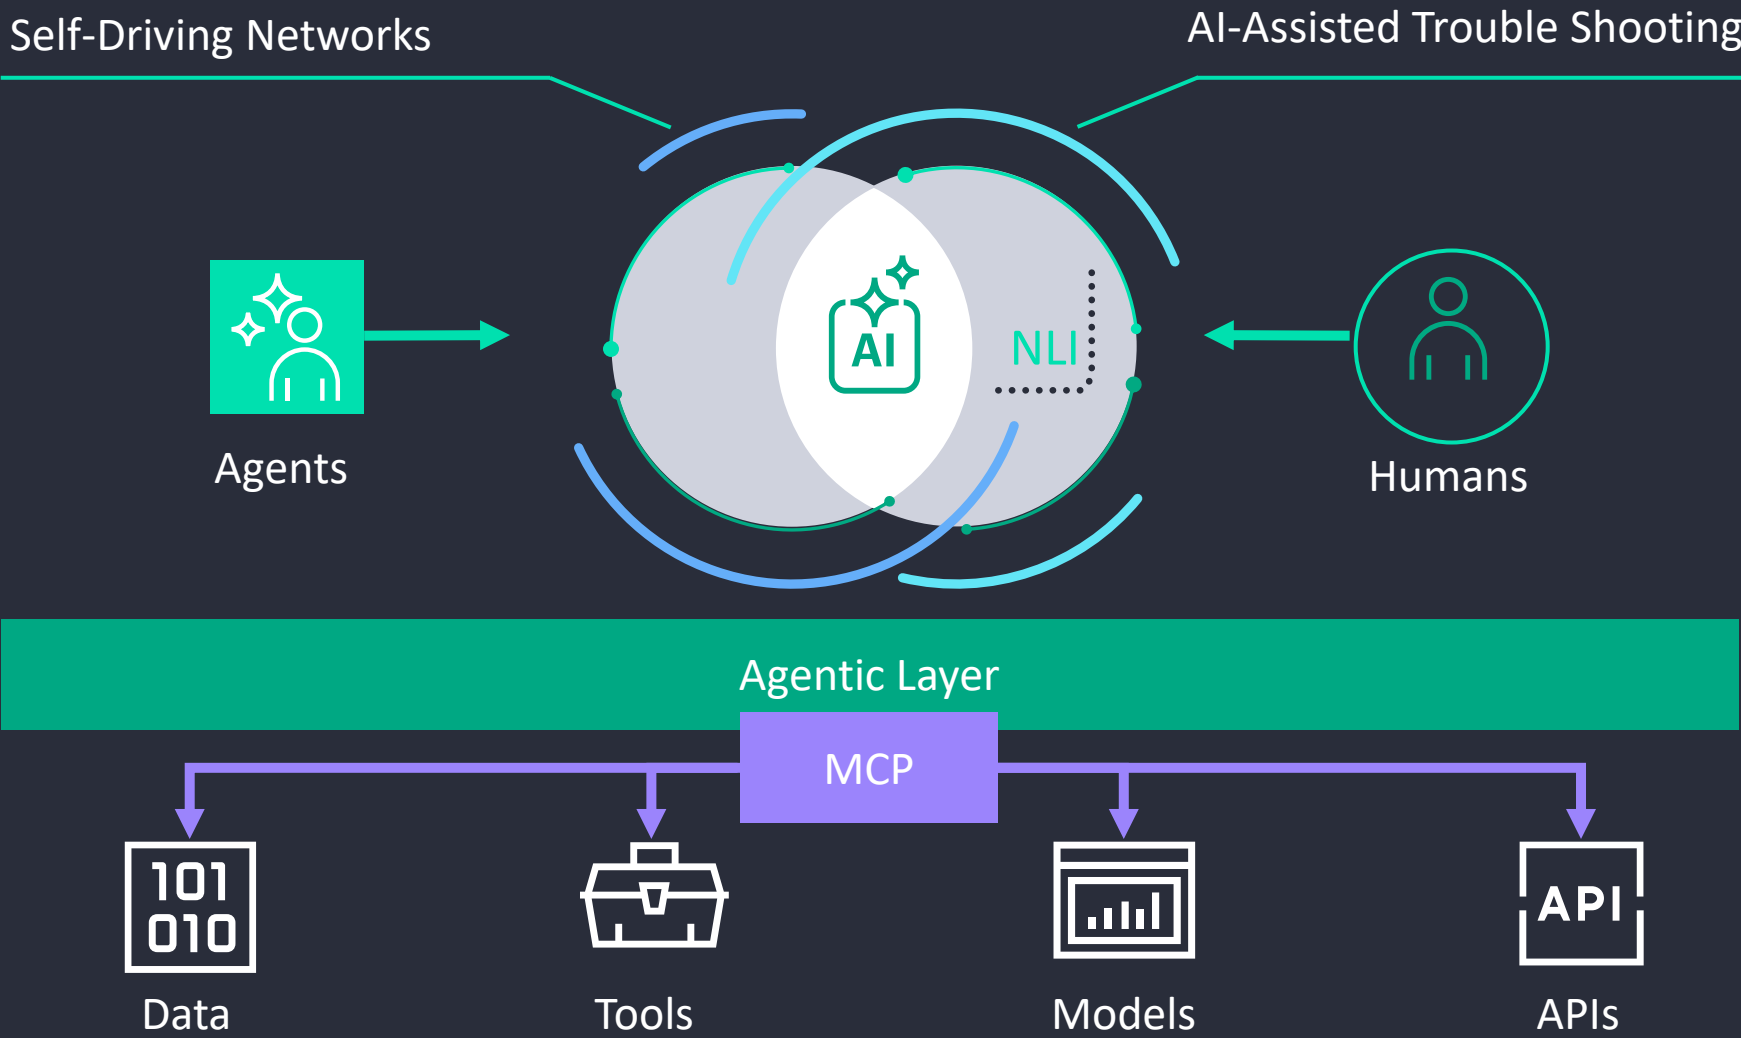 Self-Driving Networks
AI-Assisted Trouble Shooting
AI
NLI
Agents
Humans
Agentic Layer
MCP
101
010
API
Data
Tools
Models
APIs